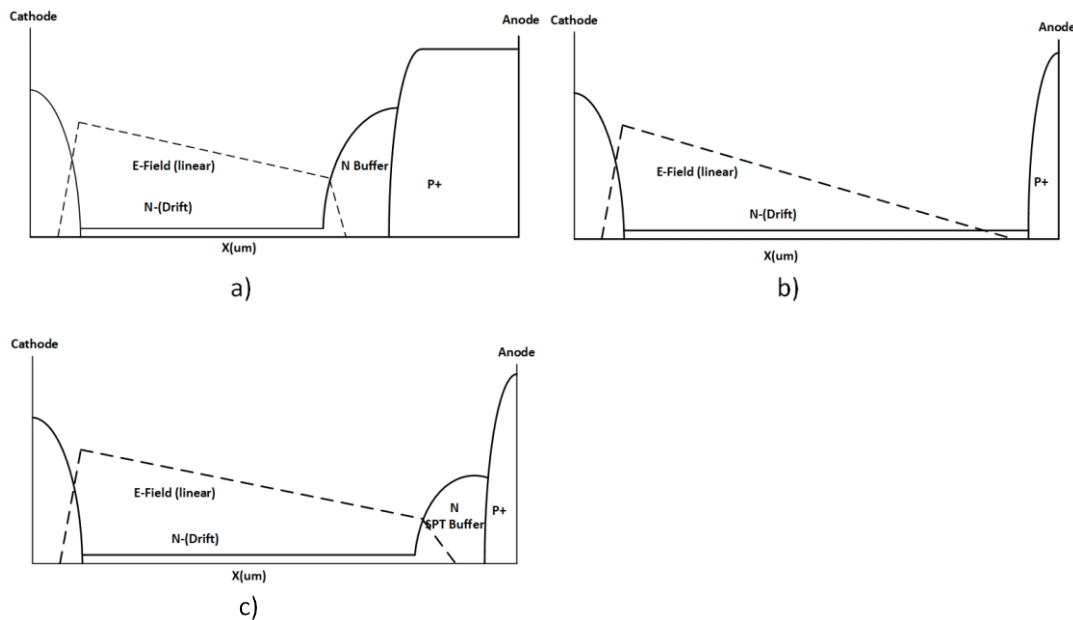 Cathode
Anode
E-Field (linear)
N Buffer
P+
N-(Drift)
X(um)
a)
Cathode
Anode
E-Field (linear)
P+
N-(Drift)
X(um)
b)
Cathode
Anode
E-Field (linear)
N
SPT Buffer
P+
N-(Drift)
X(um)
c)